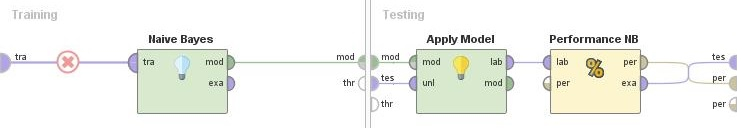 Training
Testing
Naive Bayes
tra
tra
mod
exa
mod
thr
Apply Model
mod
tes
thr
mod
unl
lab
mod
Performance NB
lab
per
%
per
exa
tes
per
per